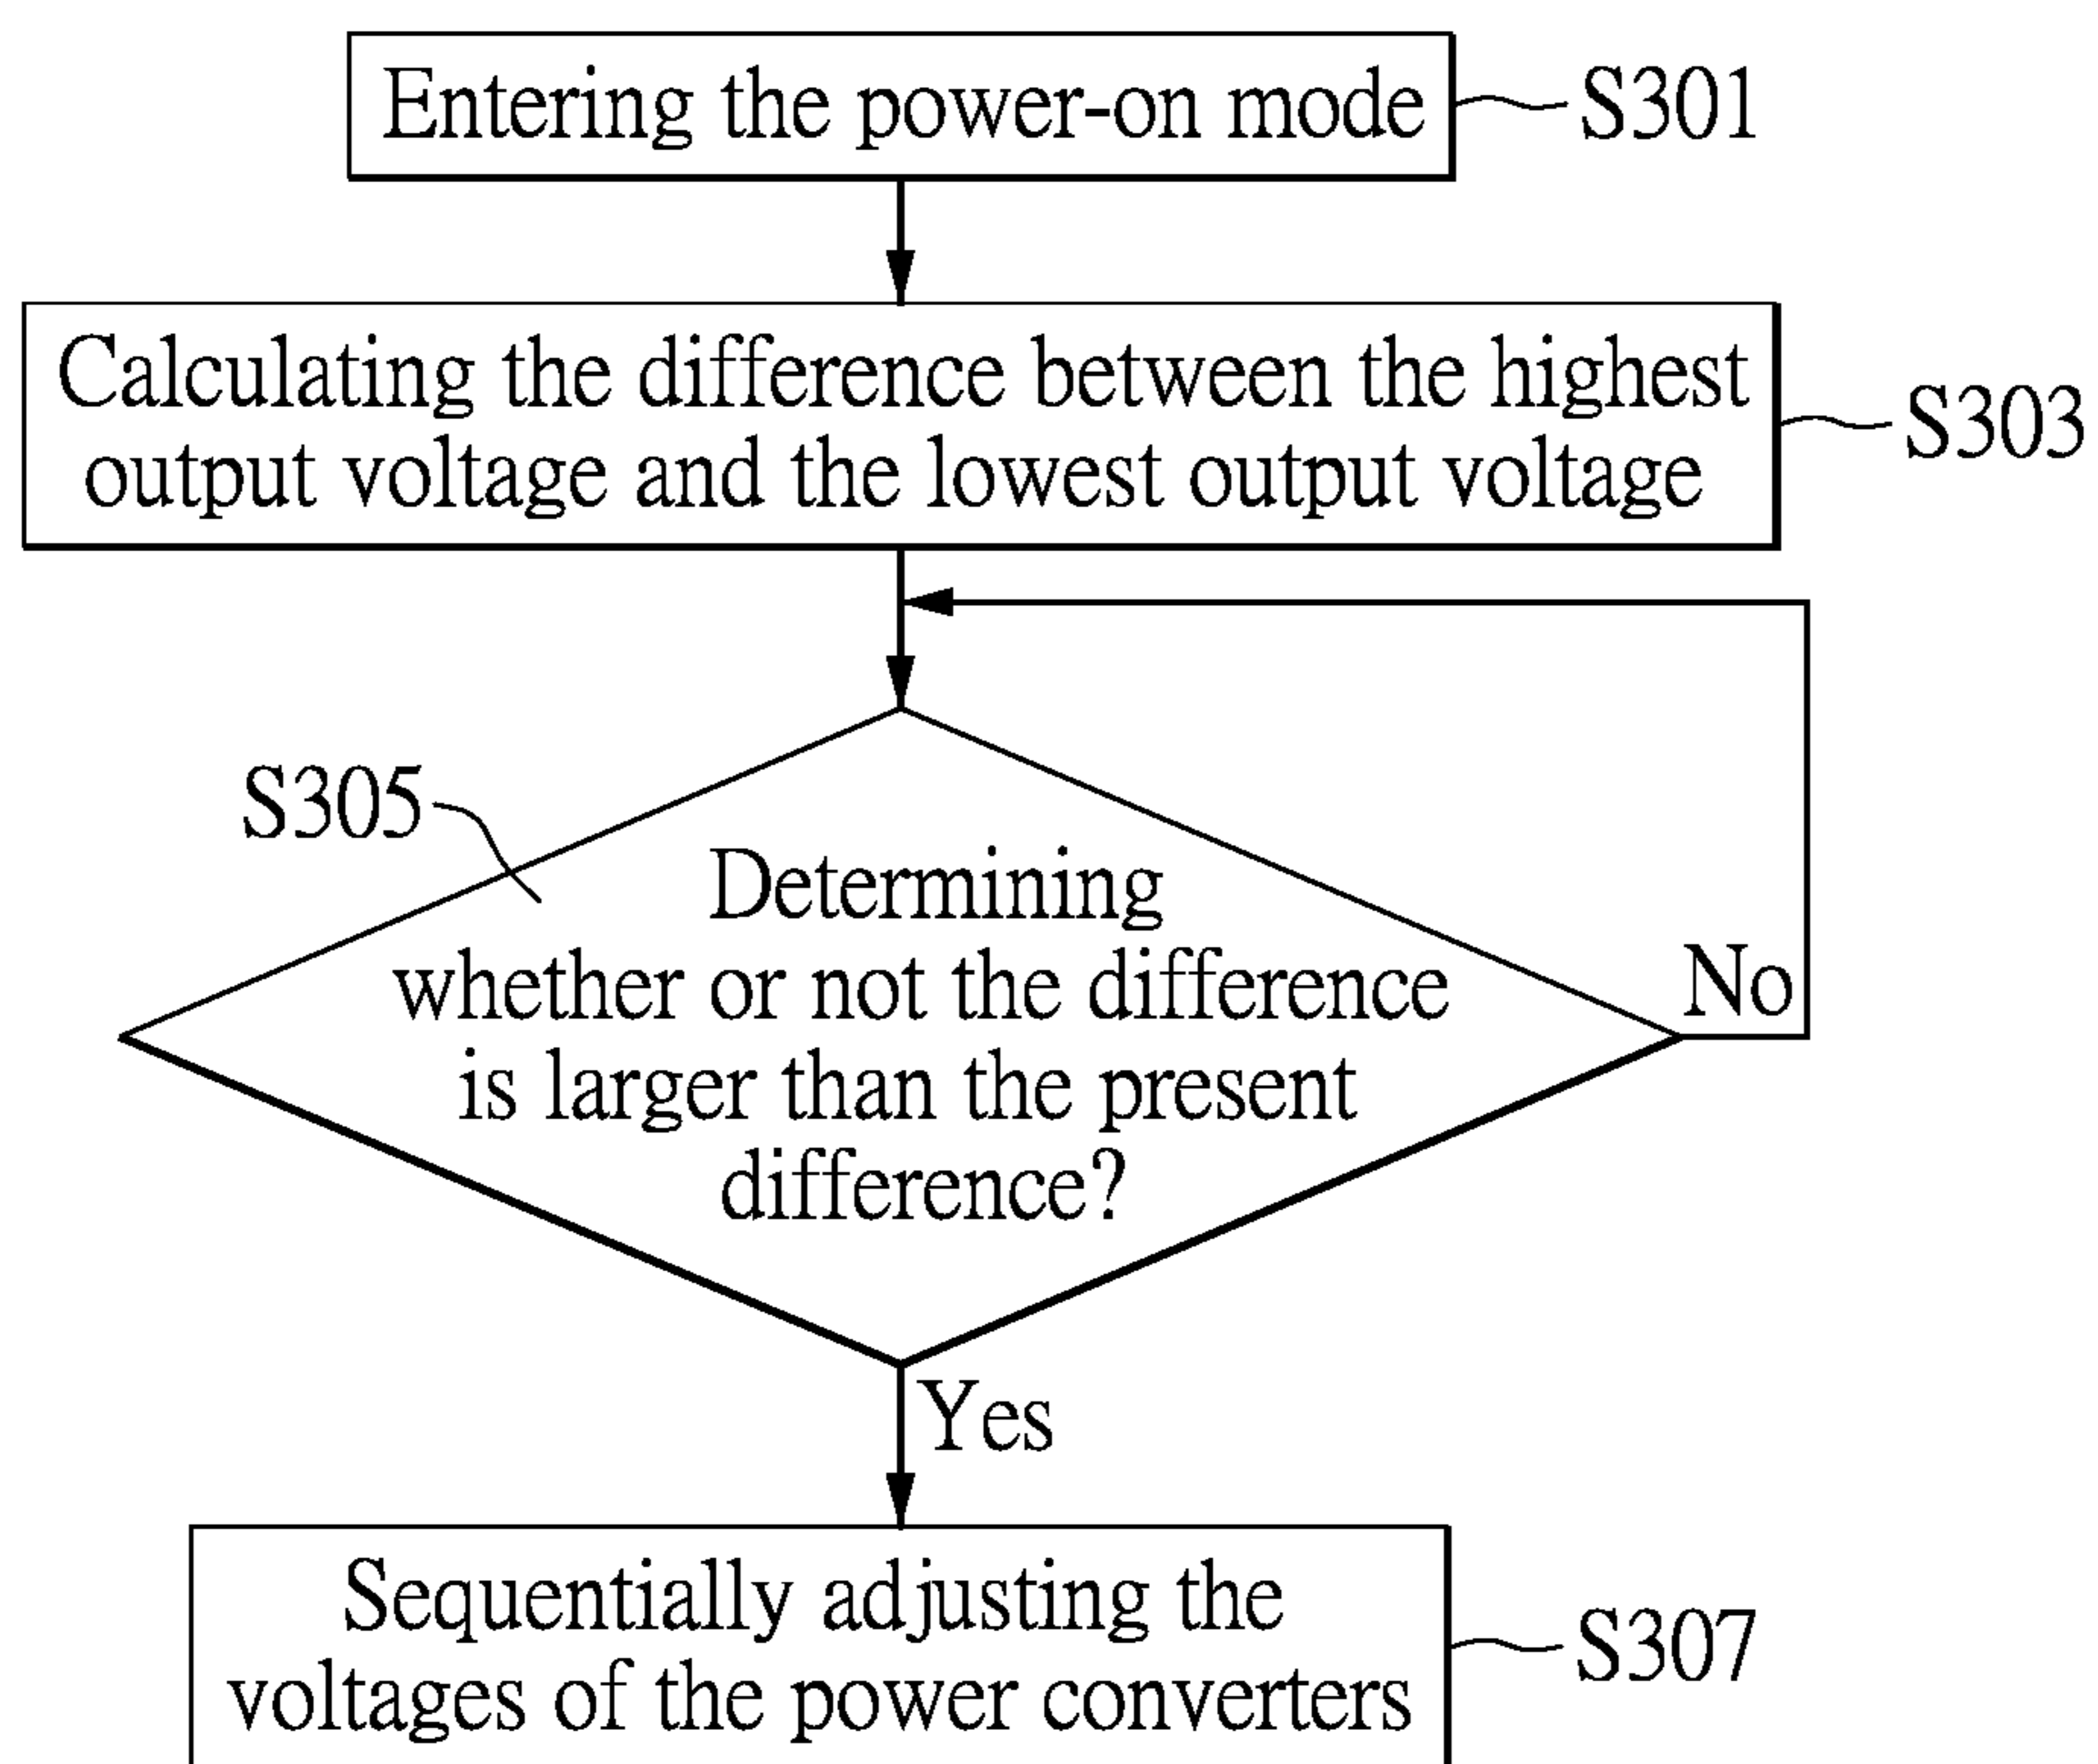 Entering the power-on mode
S301
Calculating the difference between the highest
output voltage and the lowest output voltage
S303
S305
Determining
whether or not the difference
is larger than the present
difference?
No
Yes
Sequentially adjusting the
voltages of the power converters
S307